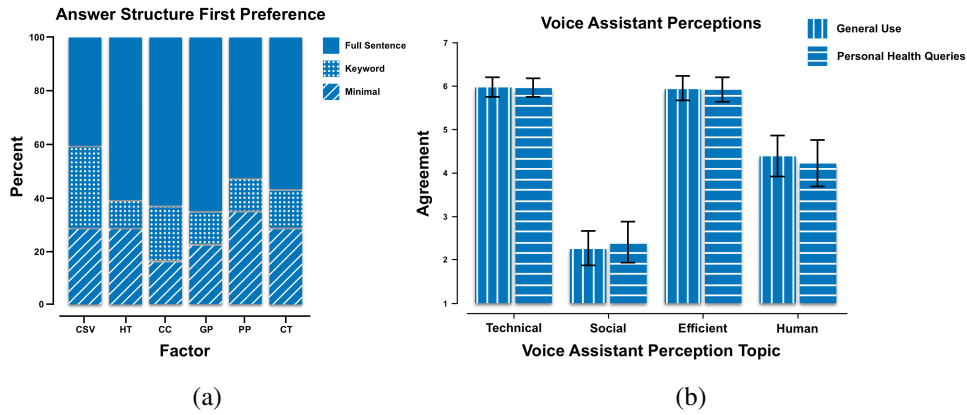 Answer Structure First Preference
Full Sentence
Keyword
Minimal
Percent
100
80
60
40
20
0
CSV HT CC GP PP CT
Factor
(a)
Voice Assistant Perceptions
General Use
Personal Health Queries
Agreement
7
6
5
4
3
2
1
Technical Social Efficient Human
Voice Assistant Perception Topic
(b)